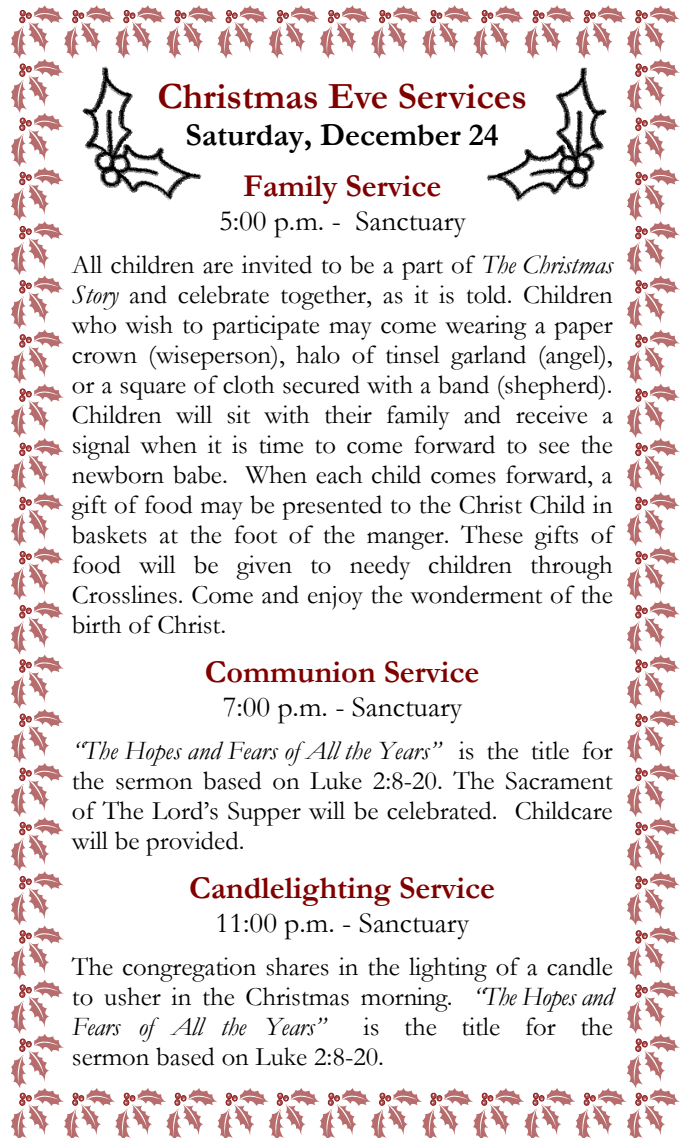 Christmas Eve Services
Saturday, December 24
Family Service
5:00 p.m. - Sanctuary
All children are invited to be a part of The Christmas
Story and celebrate together, as it is told. Children
who wish to participate may come wearing a paper
crown (wiseperson), halo of tinsel garland (angel),
or a square of cloth secured with a band (shepherd).
Children will sit with their family and receive a
signal when it is time to come forward to see the
newborn babe. When each child comes forward, a
gift of food may be presented to the Christ Child in
baskets at the foot of the manger. These gifts of
food will be given to needy children through
Crosslines. Come and enjoy the wonderment of the
birth of Christ.
Communion Service
7:00 p.m. - Sanctuary
“The Hopes and Fears of All the Years” is the title for
the sermon based on Luke 2:8-20. The Sacrament
of The Lord’s Supper will be celebrated. Childcare
will be provided.
Candlelighting Service
11:00 p.m. - Sanctuary
The congregation shares in the lighting of a candle
to usher in the Christmas morning. “The Hopes and
Fears of All the Years” is the title for the
sermon based on Luke 2:8-20.